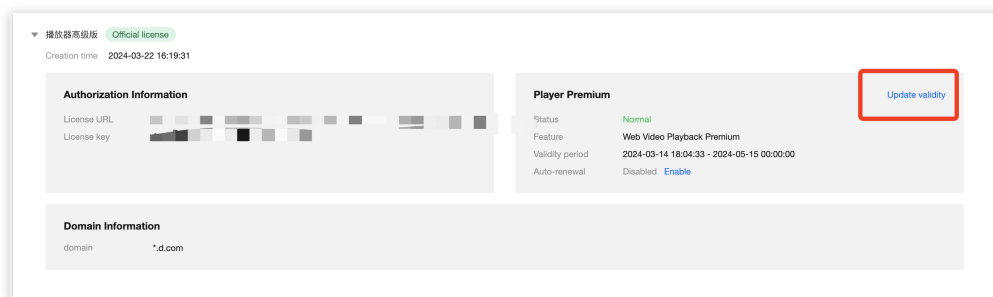 播放器高级版 Official license
Creation time 2024-03-22 16:19:31
Authorization Information
License URL
License key
Player Premium
Update validity
Status Normal
Feature Web Video Playback Premium
Validity period 2024-03-14 18:04:33 - 2024-05-15 00:00:00
Auto-renewal Disabled Enable
Domain Information
domain *.d.com